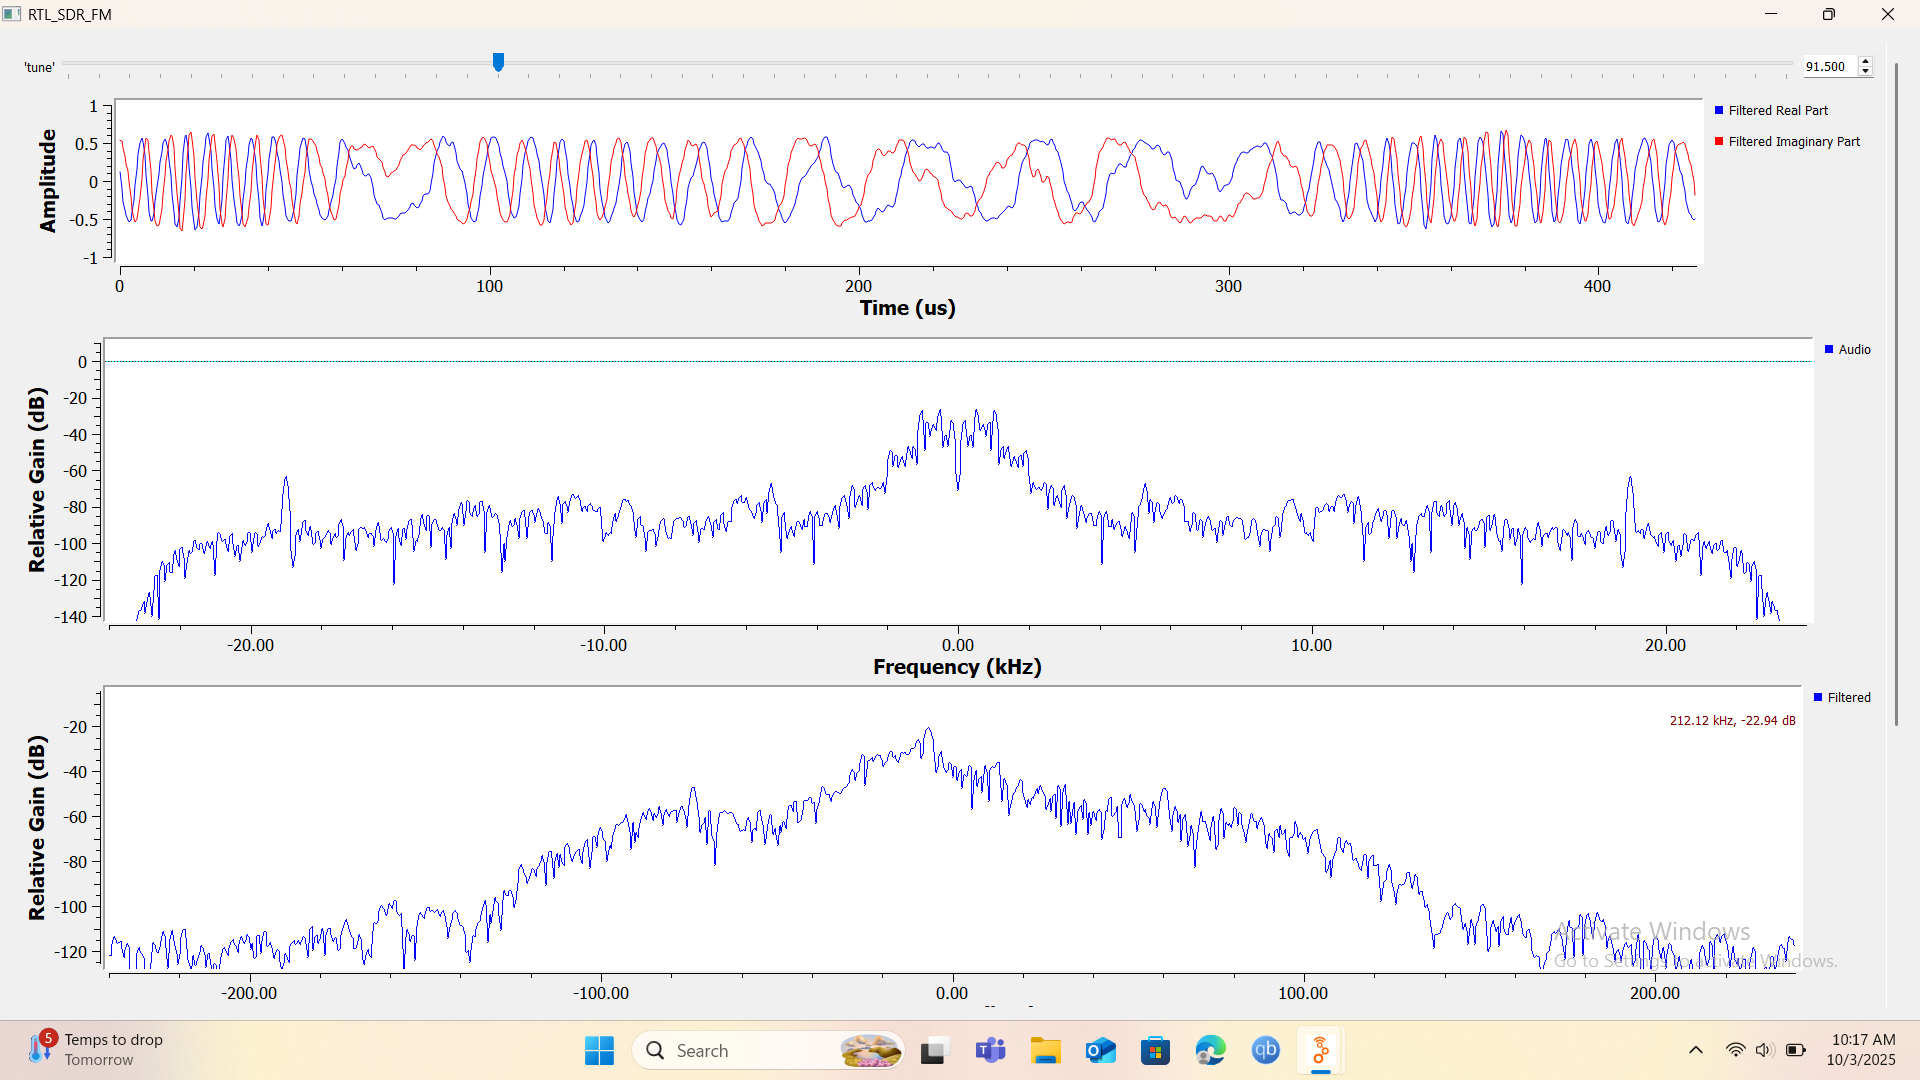 RTL_SDR_FM
'tune'
91.500
Filtered Real Part
Filtered Imaginary Part
Amplitude
1
0.5
0
-0.5
-1
0
100
200
300
400
Time (us)
Audio
Relative Gain (dB)
0
-20
-40
-60
-80
-100
-120
-140
-20.00
-10.00
0.00
10.00
20.00
Frequency (kHz)
Filtered
212.12 kHz, -22.94 dB
Relative Gain (dB)
-20
-40
-60
-80
-100
-120
-200.00
-100.00
0.00
100.00
200.00
Activate Windows
Go to Settings to activate Windows.
5
Temps to drop
Tomorrow
Search
qb
10:17 AM
10/3/2025